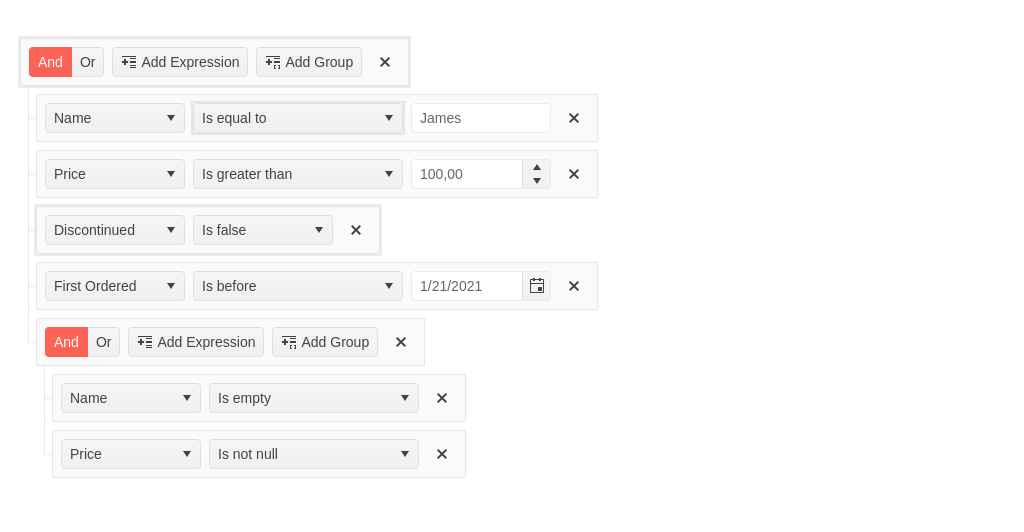 And Or Add Expression Add Group
Name Is equal to James
Price Is greater than 100,00
Discontinued Is false
First Ordered Is before 1/21/2021
And Or Add Expression Add Group
Name Is empty
Price Is not null